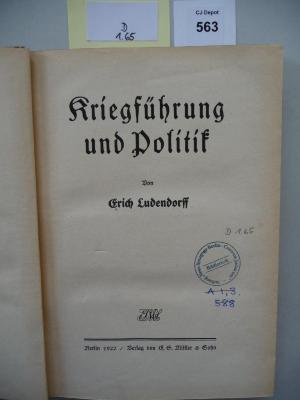 D
1.65
CJ Depot
563
Kriegführung
und Politik
Von
Erich Ludendorff
D 1.65
Bibliothek
A 1,3,
588
Berlin 1922 / Verlag von E. S. Mittler & Sohn